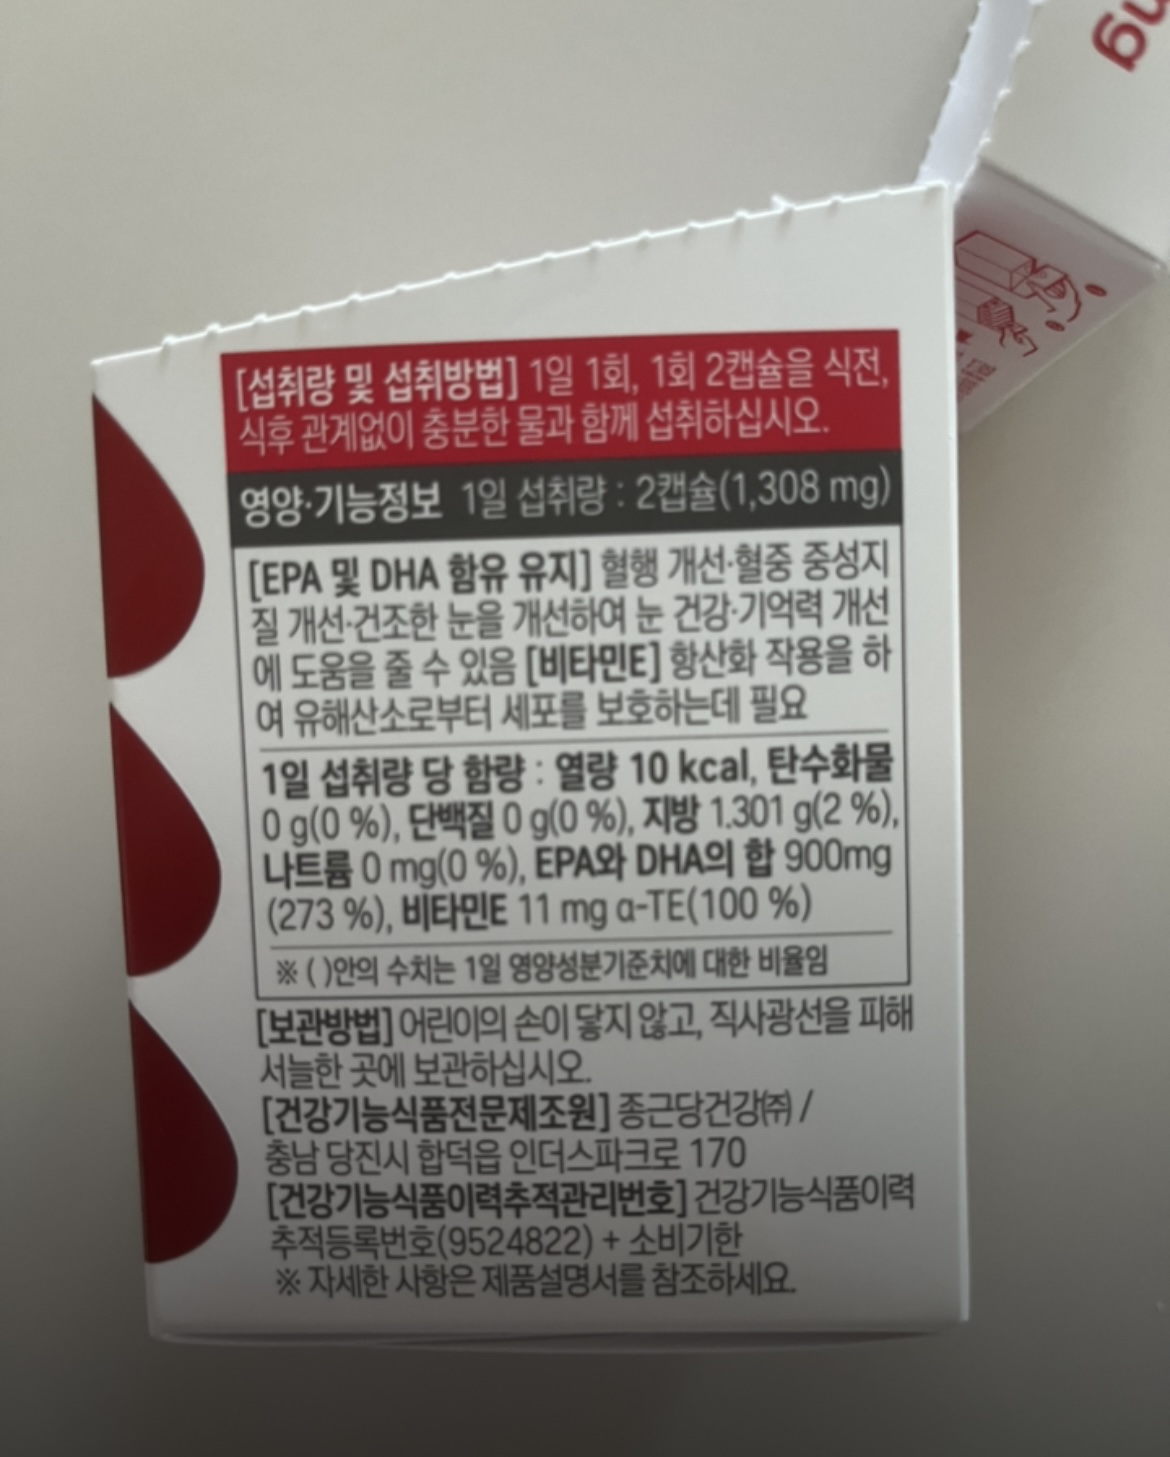 mg
[섭취량 및 섭취방법] 1일 1회, 1회 2캡슐을 식전,
식후 관계없이 충분한 물과 함께 섭취하십시오.
영양·기능정보 1일 섭취량 : 2캡슐(1,308 mg)
[EPA 및 DHA 함유 유지] 혈행 개선·혈중 중성지
질 개선·건조한 눈을 개선하여 눈 건강·기억력 개선
에 도움을 줄 수 있음 [비타민E] 항산화 작용을 하
여 유해산소로부터 세포를 보호하는데 필요
1일 섭취량 당 함량 : 열량 10 kcal, 탄수화물
0 g(0 %), 단백질 0 g(0 %), 지방 1.301 g(2 %),
나트륨 0 mg(0 %), EPA와 DHA의 합 900mg
(273 %), 비타민E 11 mg α-TE(100 %)
※ ( )안의 수치는 1일 영양성분기준치에 대한 비율임
[보관방법] 어린이의 손이 닿지 않고, 직사광선을 피해
서늘한 곳에 보관하십시오.
[건강기능식품전문제조원] 종근당건강㈜ /
충남 당진시 합덕읍 인더스파크로 170
[건강기능식품이력추적관리번호] 건강기능식품이력
추적등록번호(9524822) + 소비기한
※ 자세한 사항은 제품설명서를 참조하세요.